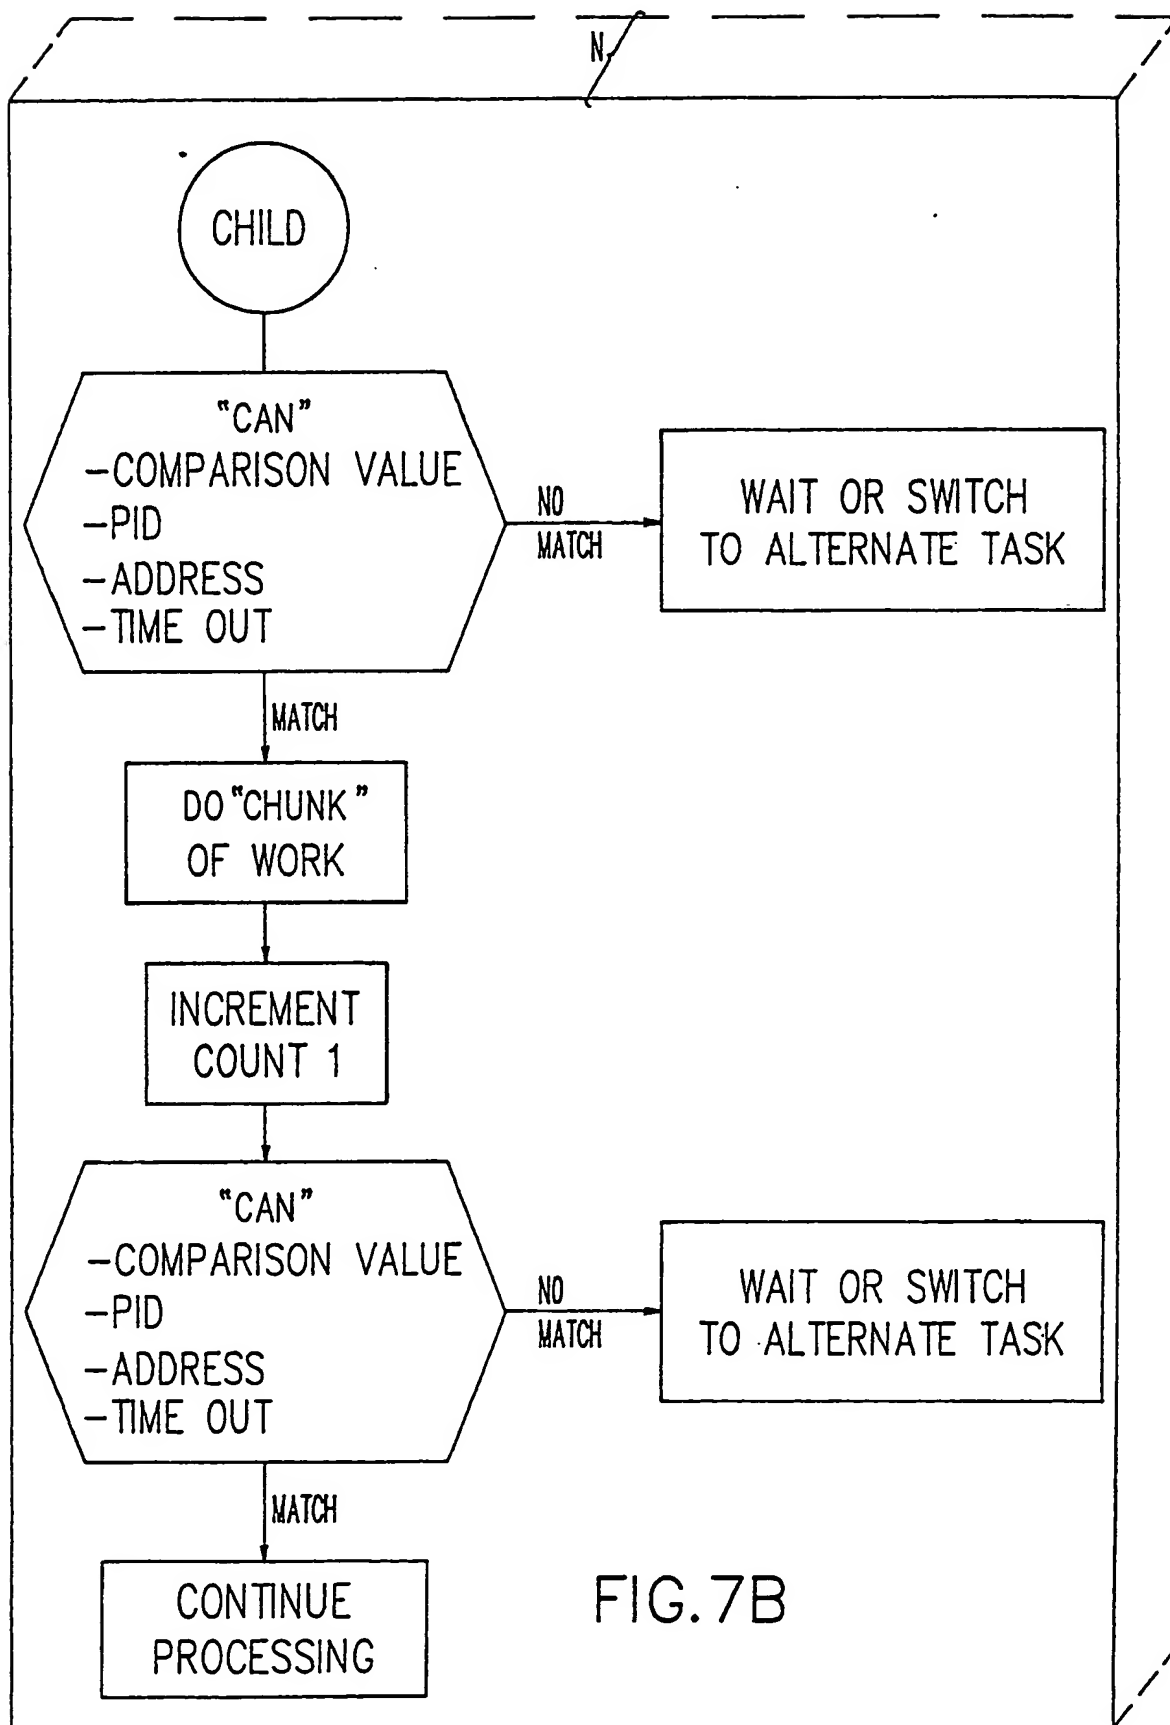 N
CHILD
"CAN"
-COMPARISON VALUE
-PID
-ADDRESS
-TIME OUT
NO
MATCH
WAIT OR SWITCH
TO ALTERNATE TASK
MATCH
DO "CHUNK"
OF WORK
INCREMENT
COUNT 1
"CAN"
-COMPARISON VALUE
-PID
-ADDRESS
-TIME OUT
NO
MATCH
WAIT OR SWITCH
TO ALTERNATE TASK
MATCH
CONTINUE
PROCESSING
FIG.7B